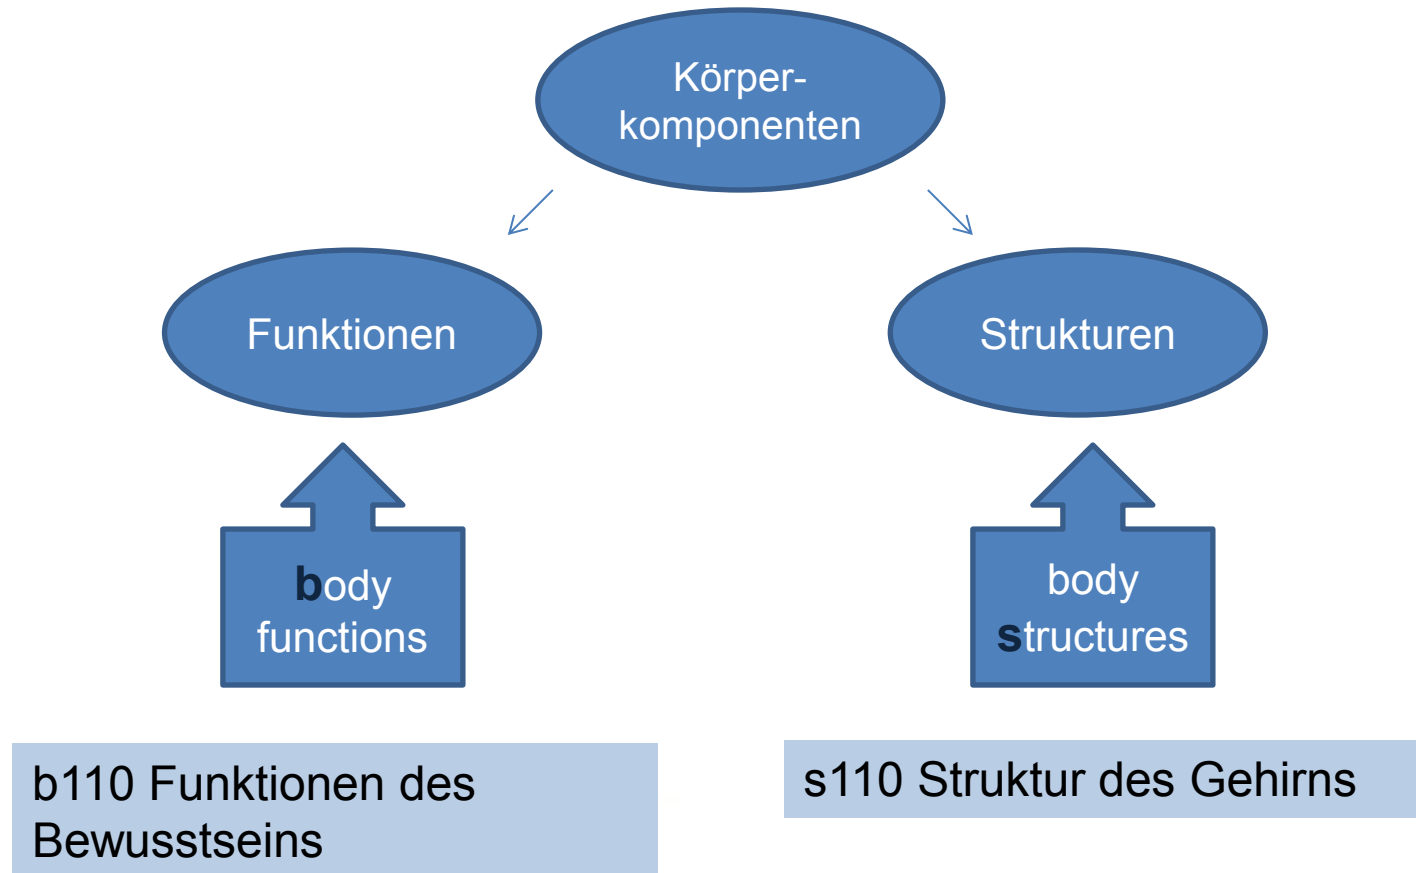 Körper-
komponenten
Funktionen
Strukturen
body
functions
body
structures
b110 Funktionen des
Bewusstseins
s110 Struktur des Gehirns